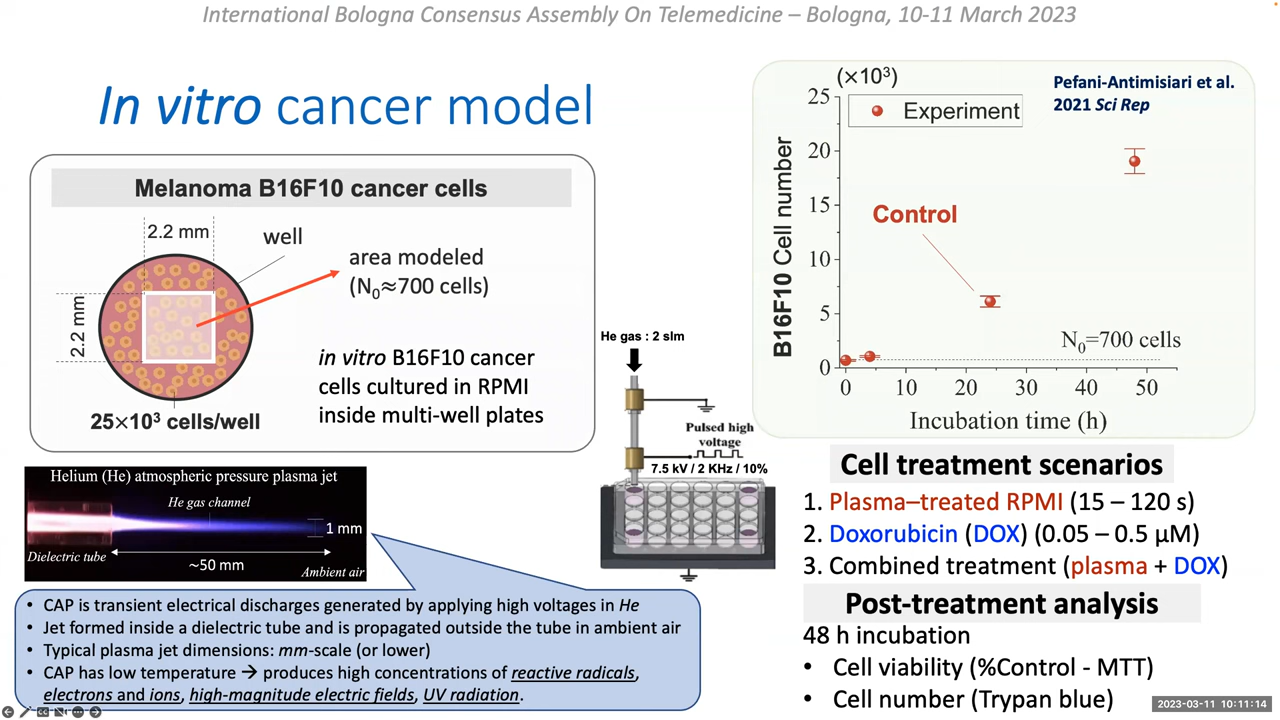 International Bologna Consensus Assembly On Telemedicine – Bologna, 10-11 March 2023
In vitro cancer model
Melanoma B16F10 cancer cells
2.2 mm
well
area modeled
(N₀≈700 cells)
2.2 mm
in vitro B16F10 cancer
cells cultured in RPMI
inside multi-well plates
25×10³ cells/well
He gas : 2 slm
Pulsed high
voltage
7.5 kV / 2 KHz / 10%
Helium (He) atmospheric pressure plasma jet
He gas channel
1 mm
Dielectric tube
~50 mm
Ambient air
• CAP is transient electrical discharges generated by applying high voltages in He
• Jet formed inside a dielectric tube and is propagated outside the tube in ambient air
• Typical plasma jet dimensions: mm-scale (or lower)
• CAP has low temperature → produces high concentrations of reactive radicals,
electrons and ions, high-magnitude electric fields, UV radiation.
(×10³)
Pefani-Antimisiari et al.
2021 Sci Rep
Experiment
25
20
15
10
5
0
B16F10 Cell number
Control
N₀=700 cells
0 10 20 30 40 50
Incubation time (h)
Cell treatment scenarios
1. Plasma–treated RPMI (15 – 120 s)
2. Doxorubicin (DOX) (0.05 – 0.5 μM)
3. Combined treatment (plasma + DOX)
Post-treatment analysis
48 h incubation
• Cell viability (%Control - MTT)
• Cell number (Trypan blue)
2023-03-11 10:11:14